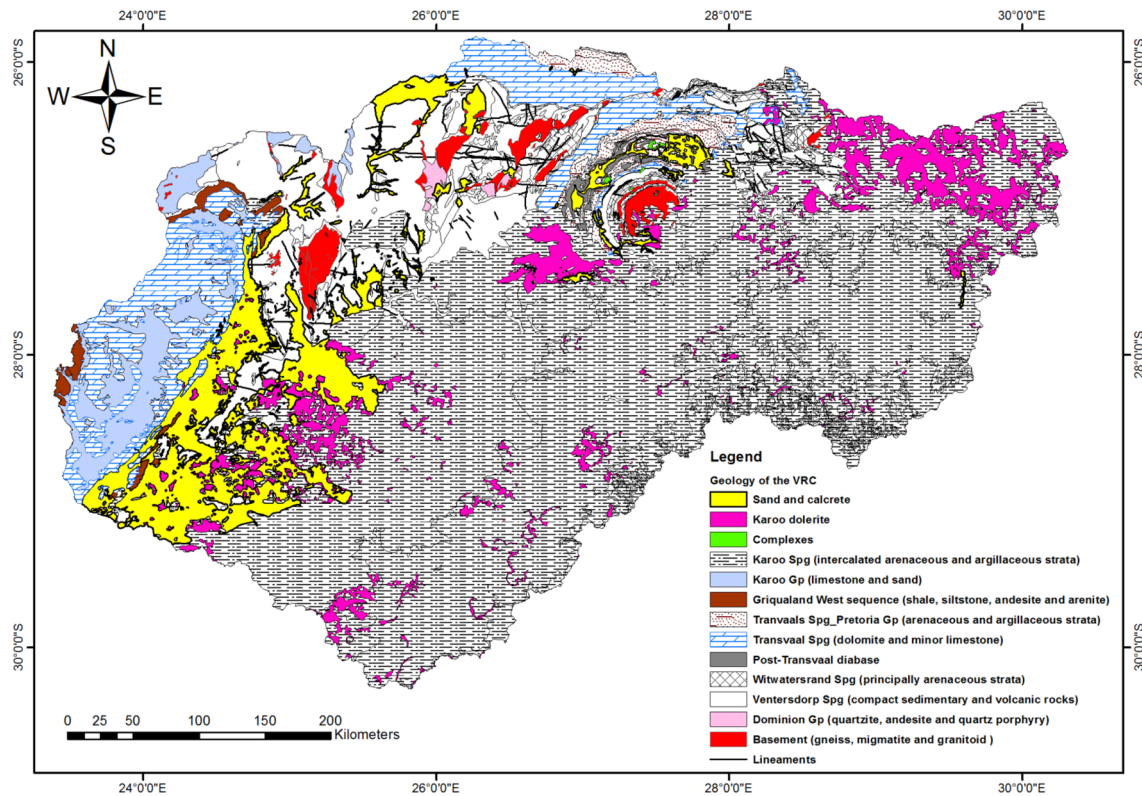 24°0'0"E 26°0'0"E 28°0'0"E 30°0'0"E
26°0'0"S 26°0'0"S
N
W E
S
28°0'0"S 28°0'0"S
Legend
Geology of the VRC
Sand and calcrete
Karoo dolerite
Complexes
Karoo Spg (intercalated arenaceous and argillaceous strata)
Karoo Gp (limestone and sand)
Griqualand West sequence (shale, siltstone, andesite and arenite)
Tranvaals Spg_Pretoria Gp (arenaceous and argillaceous strata)
Transvaal Spg (dolomite and minor limestone)
Post-Transvaal diabase
Witwatersrand Spg (principally arenaceous strata)
Ventersdorp Spg (compact sedimentary and volcanic rocks)
Dominion Gp (quartzite, andesite and quartz porphyry)
Basement (gneiss, migmatite and granitoid )
Lineaments
30°0'0"S 30°0'0"S
0 25 50 100 150 200
Kilometers
24°0'0"E 26°0'0"E 28°0'0"E 30°0'0"E